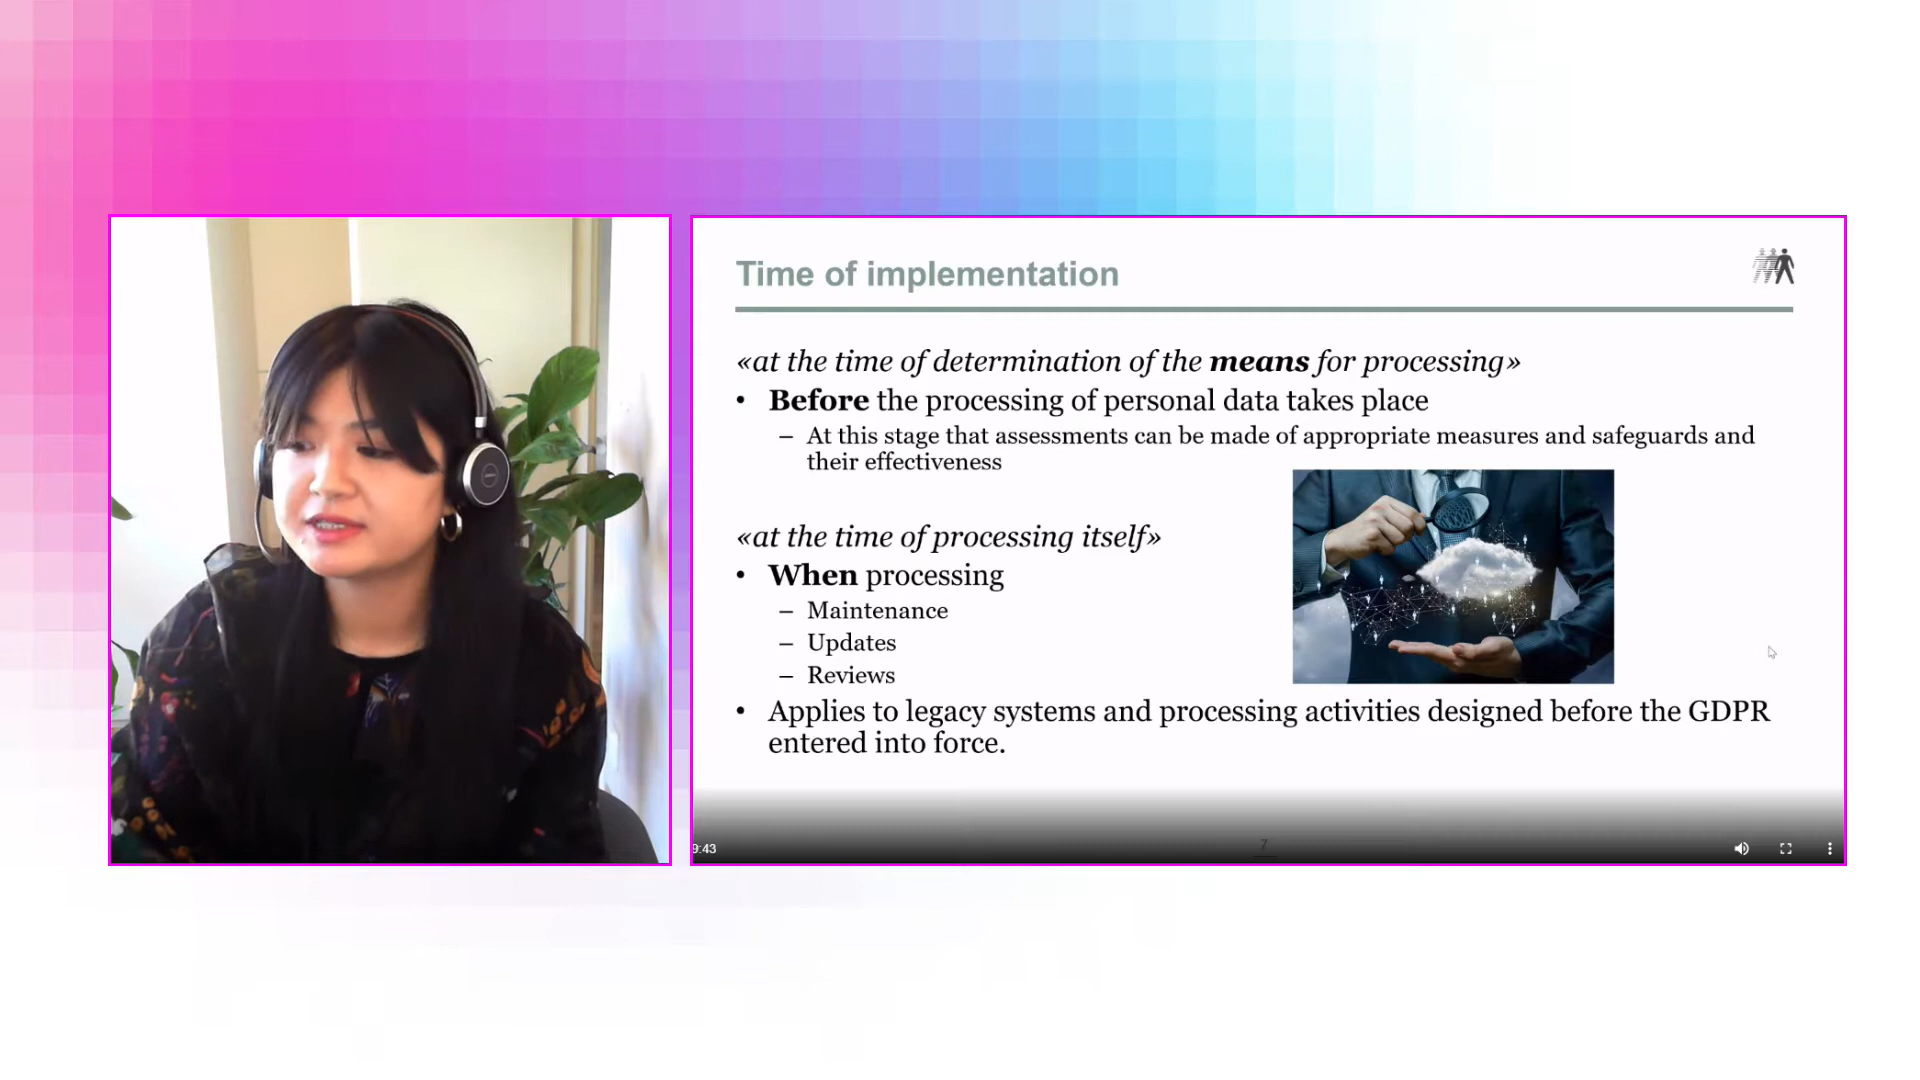 Time of implementation
«at the time of determination of the means for processing»
• Before the processing of personal data takes place
– At this stage that assessments can be made of appropriate measures and safeguards and
their effectiveness
«at the time of processing itself»
• When processing
– Maintenance
– Updates
– Reviews
• Applies to legacy systems and processing activities designed before the GDPR
entered into force.
9:43
7